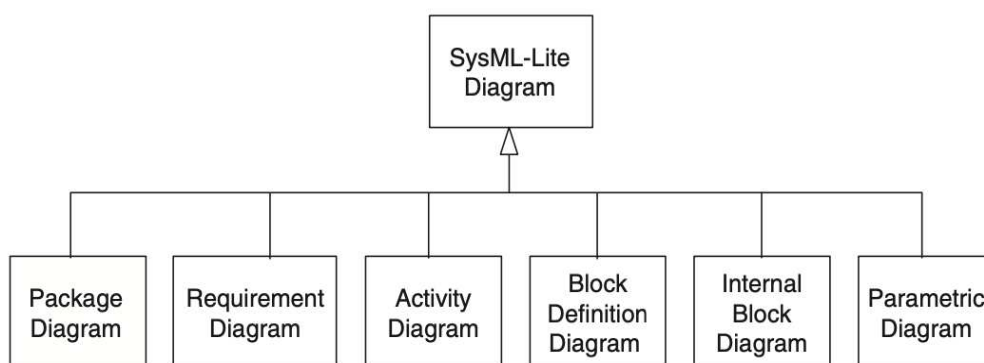 SysML-Lite
Diagram
Package
Diagram
Requirement
Diagram
Activity
Diagram
Block
Definition
Diagram
Internal
Block
Diagram
Parametric
Diagram